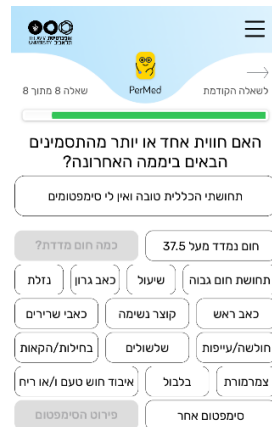 אוניברסיטת תל אביב
TEL AVIV UNIVERSITY
PerMed
לשאלה הקודמת
שאלה 8 מתוך 8
האם חווית אחד או יותר מהתסמינים
הבאים ביממה האחרונה?
תחושתי הכללית טובה ואין לי סימפטומים
חום נמדד מעל 37.5 כמה חום מדדת?
תחושת חום גבוה שיעול כאב גרון נזלת
כאב ראש קוצר נשימה כאבי שרירים
חולשה/עייפות שלשולים בחילות/הקאות
צמרמורת בלבול איבוד חוש טעם ו/או ריח
סימפטום אחר פירוט הסימפטום